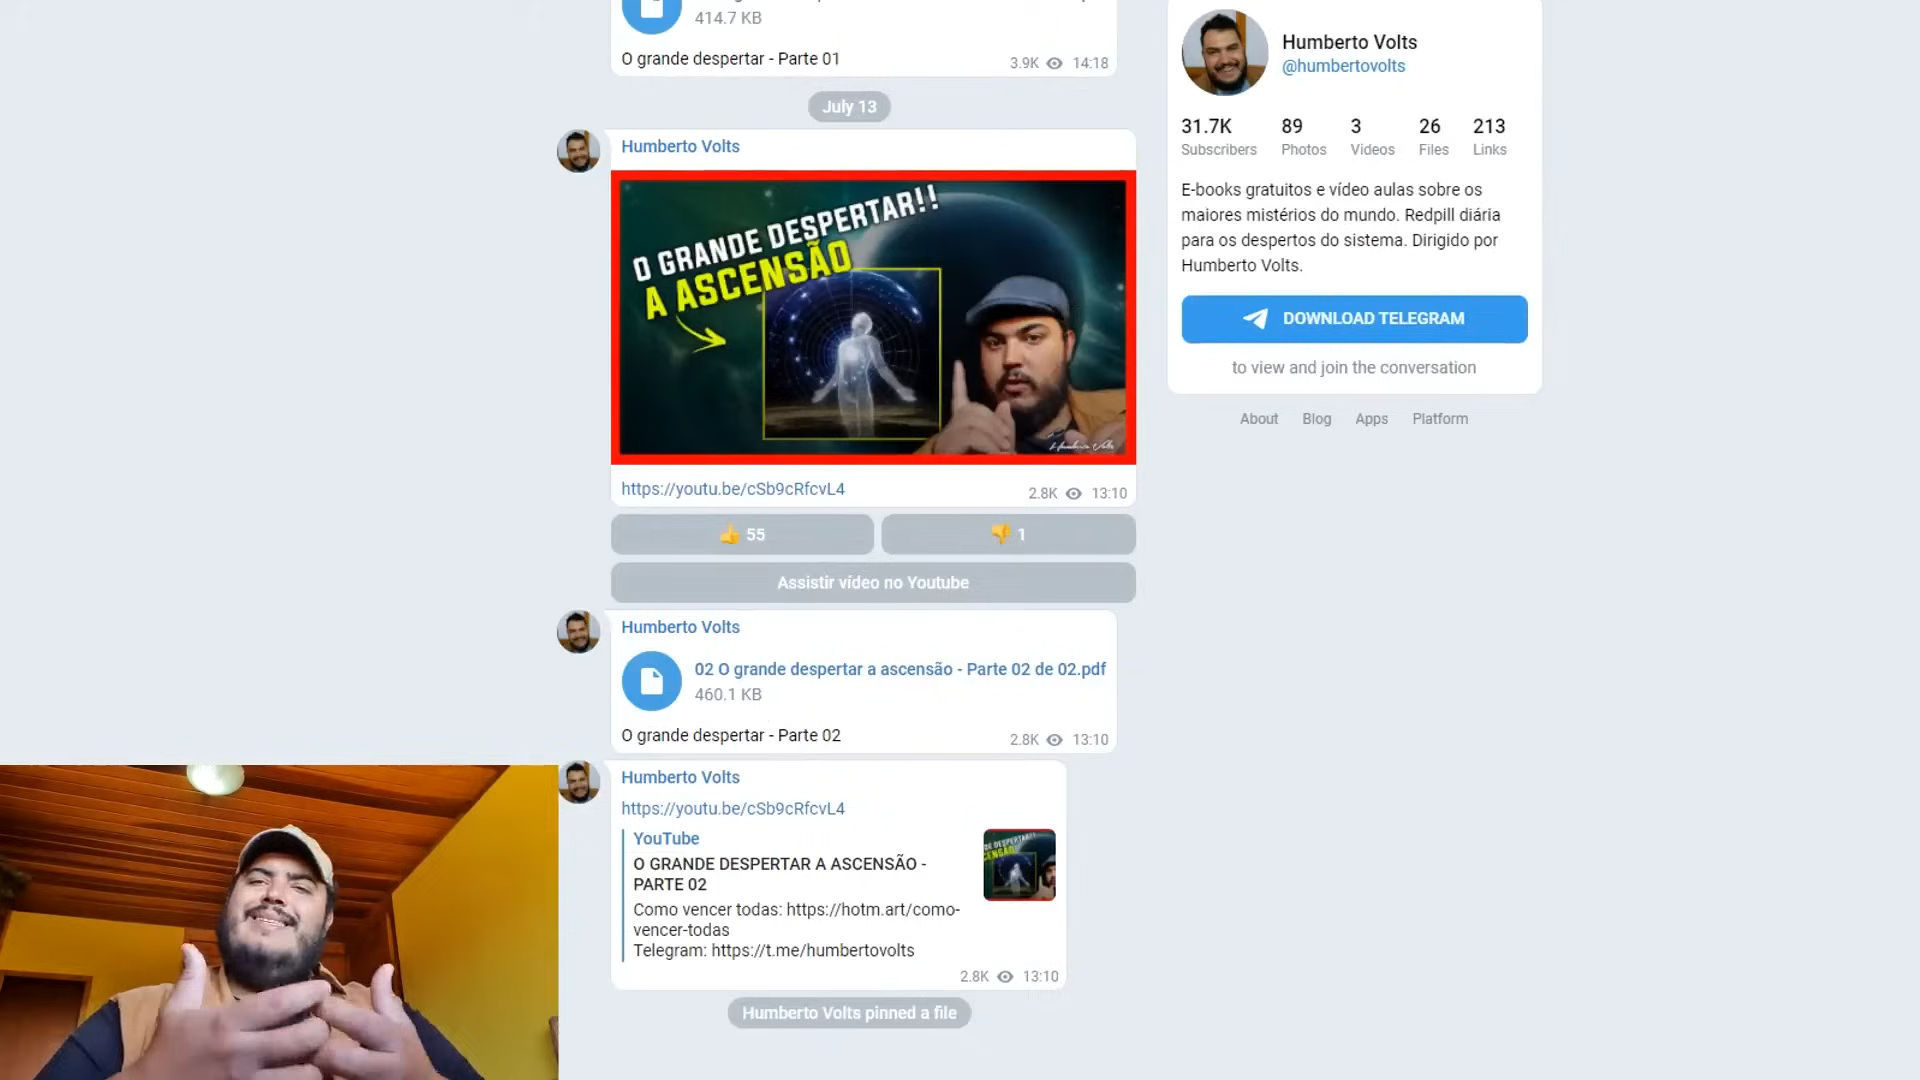 414.7 KB
O grande despertar - Parte 01
3.9K 14:18
July 13
Humberto Volts
O GRANDE DESPERTAR!!
A ASCENSÃO
Humberto Volts
https://youtu.be/cSb9cRfcvL4
2.8K 13:10
👍 55
👎 1
Assistir vídeo no Youtube
Humberto Volts
02 O grande despertar a ascensão - Parte 02 de 02.pdf
460.1 KB
O grande despertar - Parte 02
2.8K 13:10
Humberto Volts
https://youtu.be/cSb9cRfcvL4
YouTube
O GRANDE DESPERTAR A ASCENSÃO -
PARTE 02
Como vencer todas: https://hotm.art/como-
vencer-todas
Telegram: https://t.me/humbertovolts
2.8K 13:10
Humberto Volts pinned a file
Humberto Volts
@humbertovolts
31.7K 89 3 26 213
Subscribers Photos Videos Files Links
E-books gratuitos e vídeo aulas sobre os
maiores mistérios do mundo. Redpill diária
para os despertos do sistema. Dirigido por
Humberto Volts.
DOWNLOAD TELEGRAM
to view and join the conversation
About Blog Apps Platform